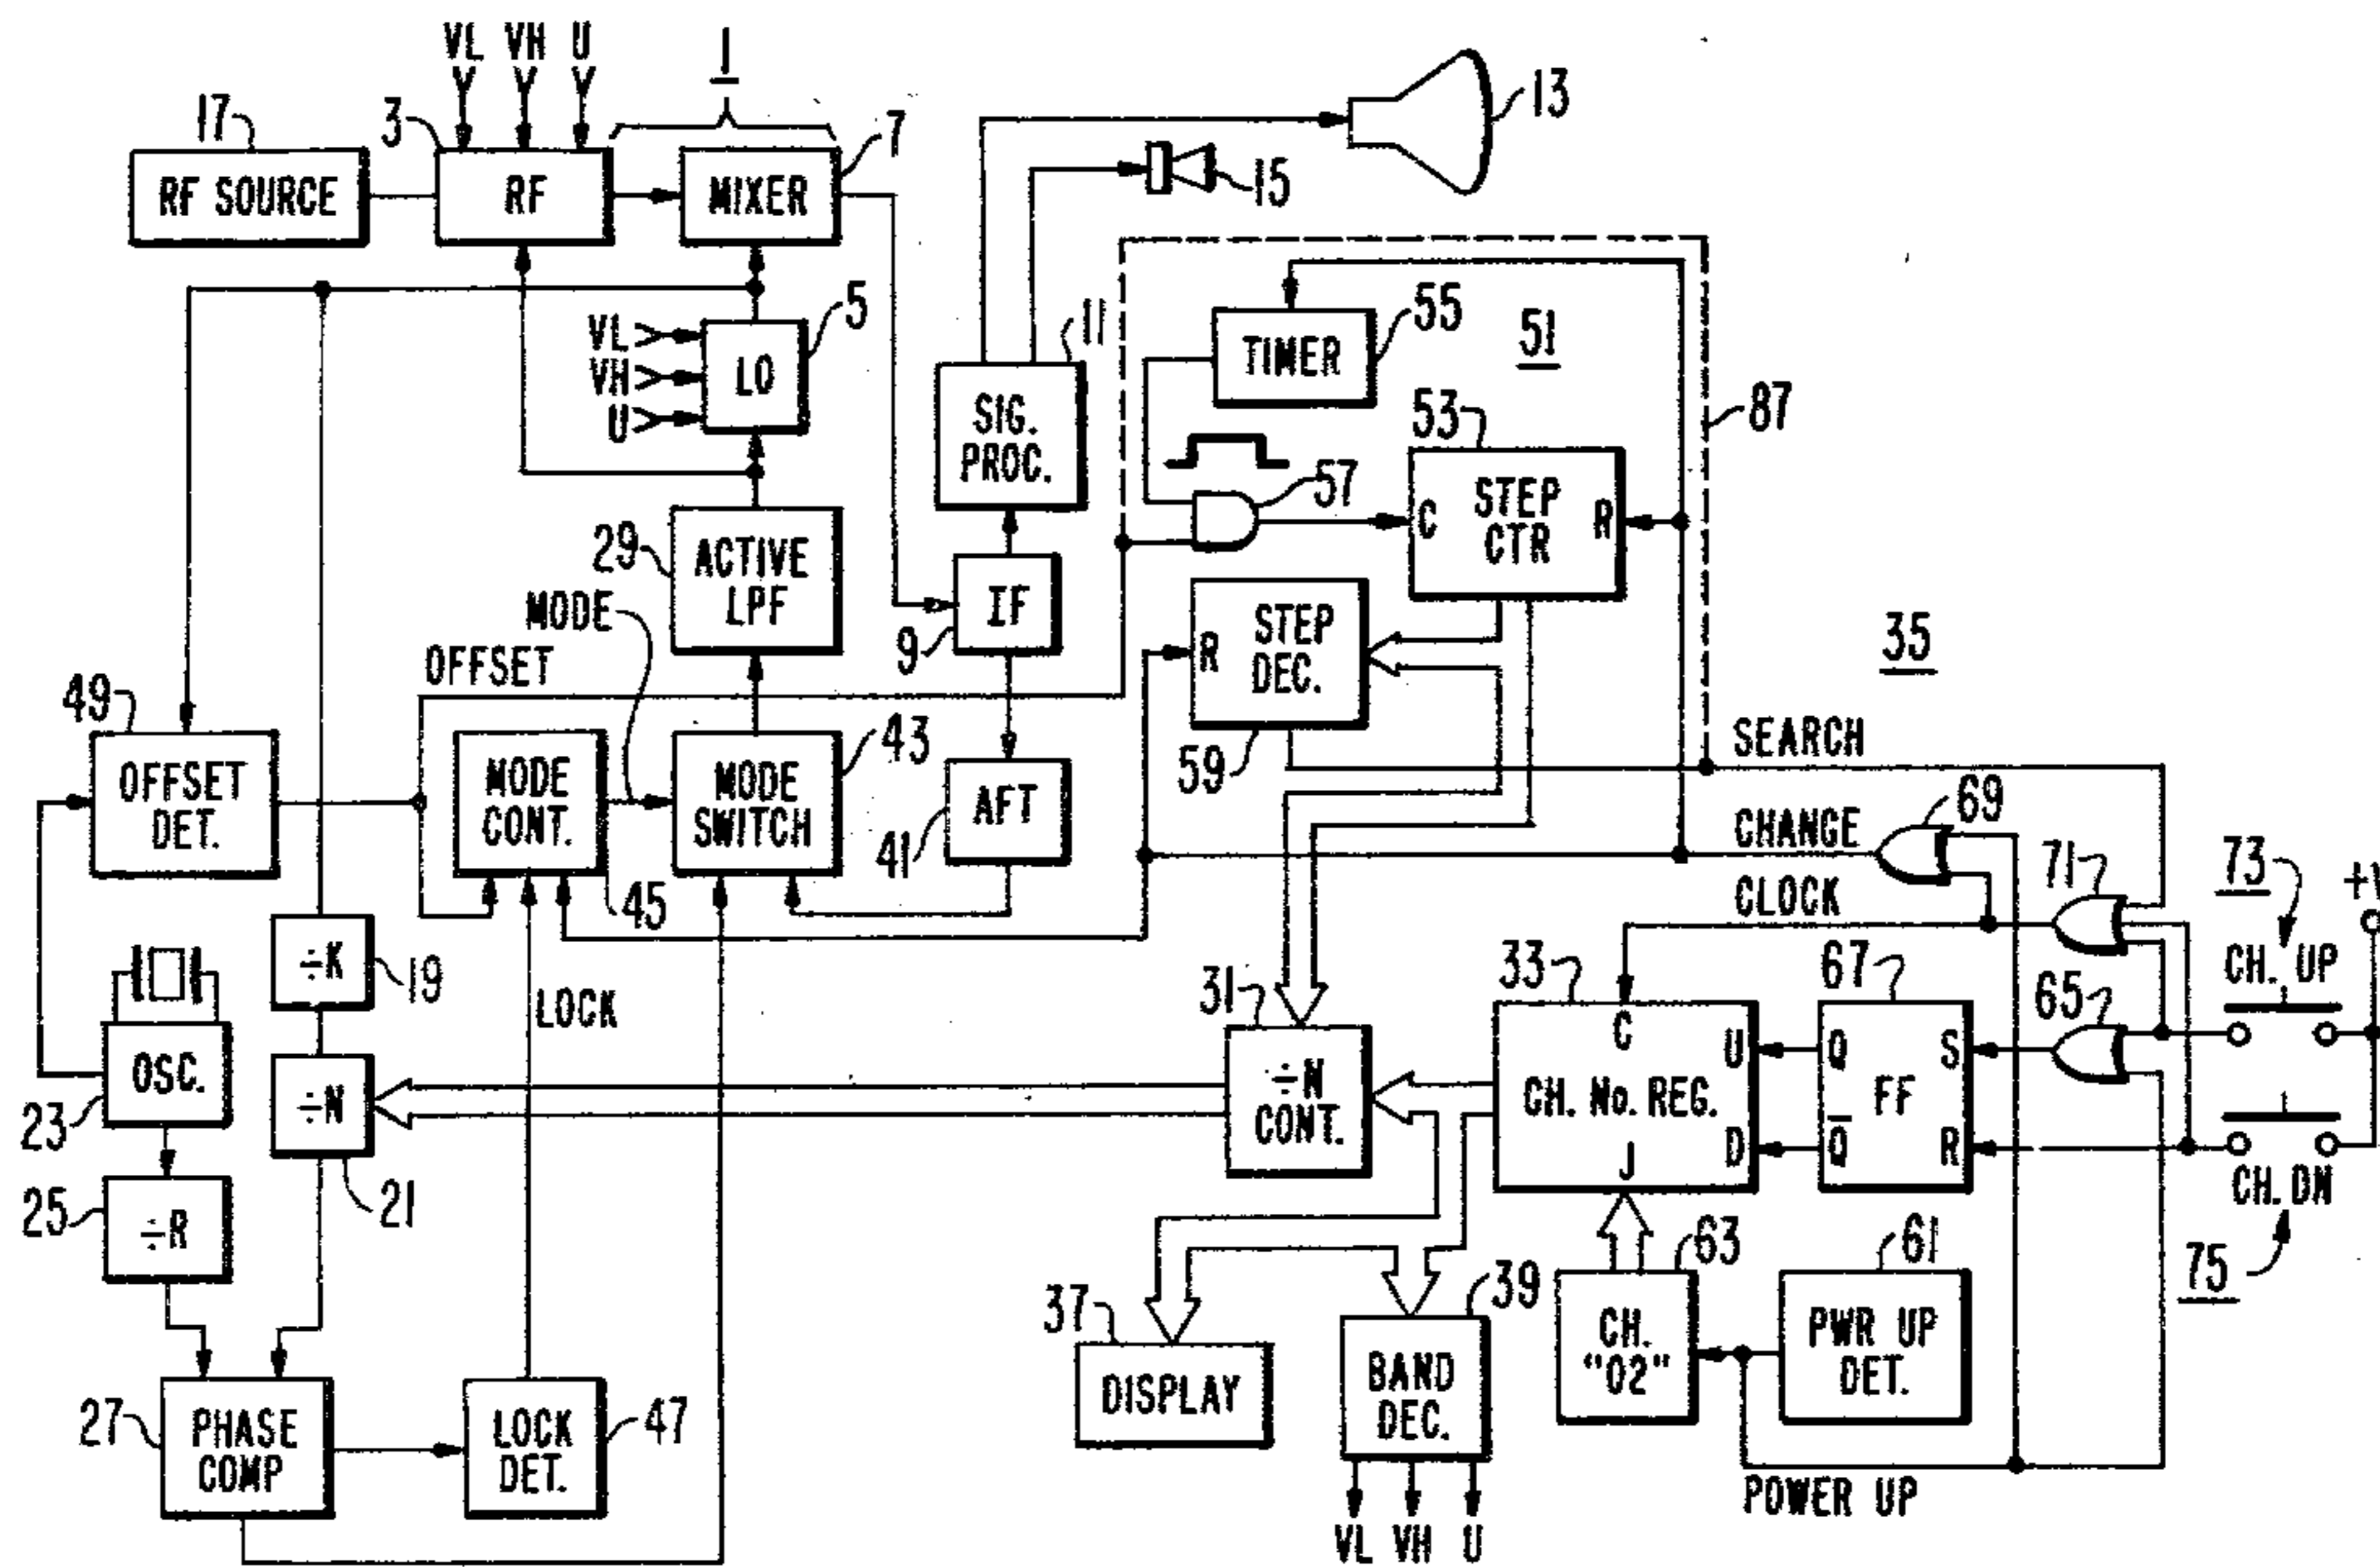 VL VH U
1
17
3
7
13
15
RF SOURCE
RF
MIXER
VL
VH
U
LO
5
11
SIG.
PROC.
TIMER
55
51
87
53
57
C
STEP
CTR
R
29
ACTIVE
LPF
MODE
OFFSET
9
IF
R
STEP
DEC.
59
35
49
OFFSET
DET.
MODE
CONT.
45
MODE
SWITCH
43
41
AFT
SEARCH
CHANGE
CLOCK
69
71
73
+V
CH. UP
÷K
19
OSC.
23
÷N
21
LOCK
31
÷N
CONT.
33
C
CH. No. REG.
U
D
J
67
Q
Q̅
FF
S
R
65
CH. DN
75
25
÷R
27
PHASE
COMP
LOCK
DET.
47
37
DISPLAY
39
BAND
DEC.
VL VH U
63
CH.
"02"
61
PWR UP
DET.
POWER UP